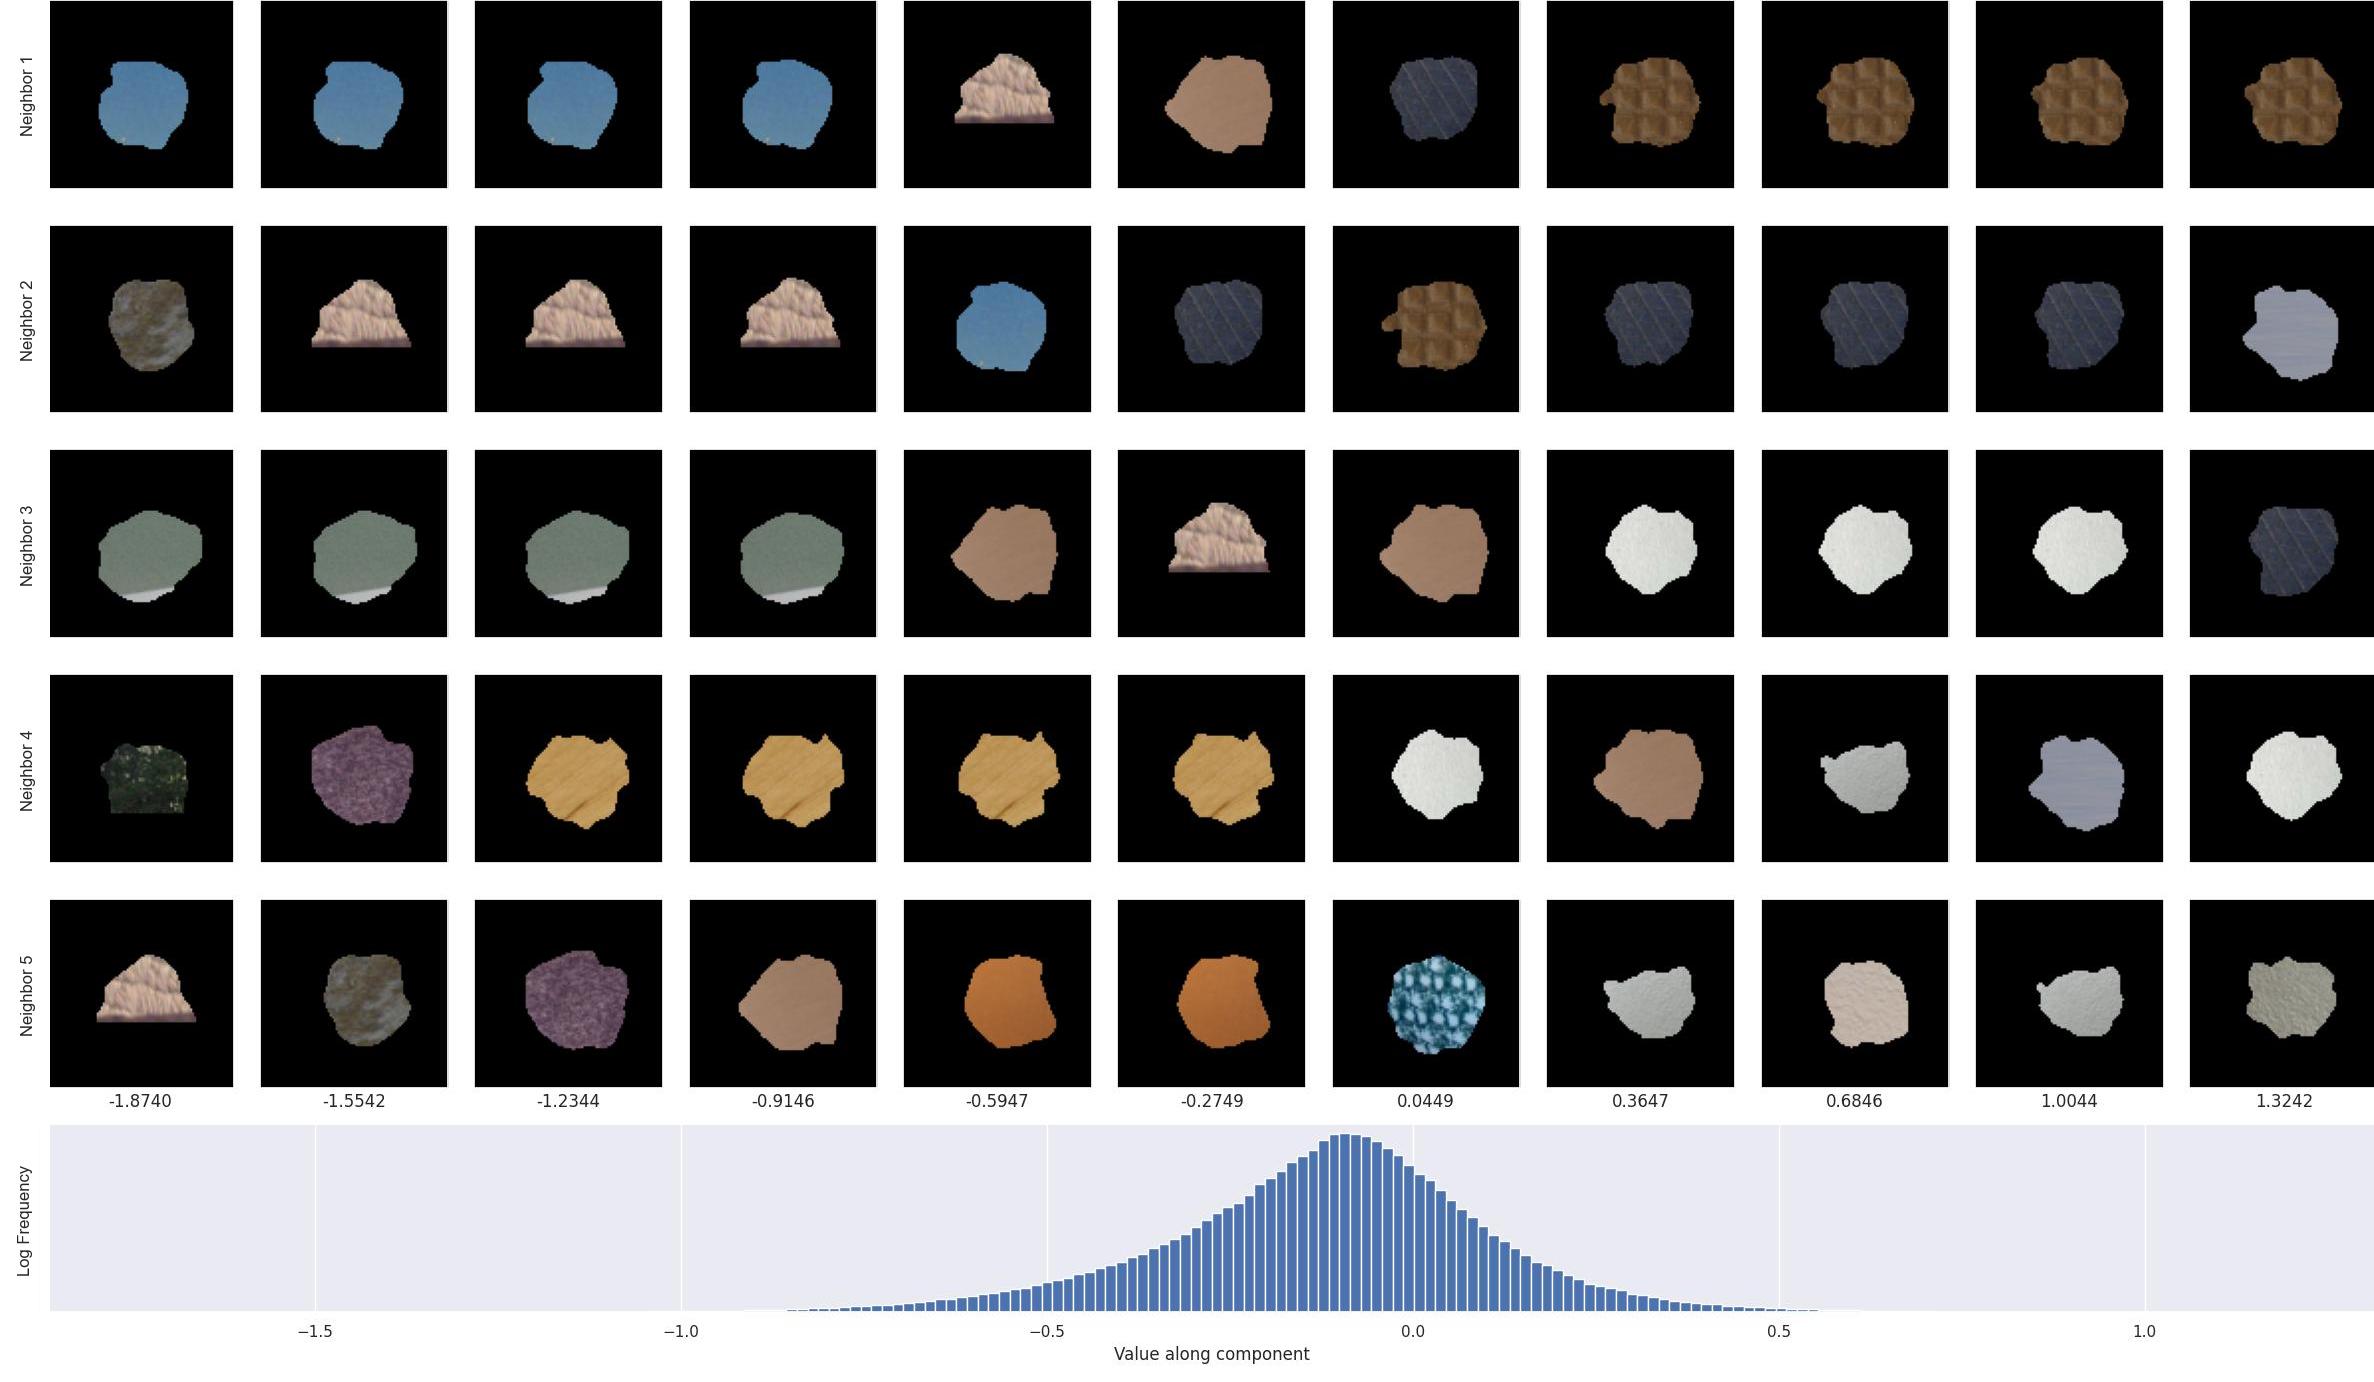 Neighbor 1
Neighbor 2
Neighbor 3
Neighbor 4
Neighbor 5
-1.8740 -1.5542 -1.2344 -0.9146 -0.5947 -0.2749 0.0449 0.3647 0.6846 1.0044 1.3242
Log Frequency
−1.5 −1.0 −0.5 0.0 0.5 1.0
Value along component